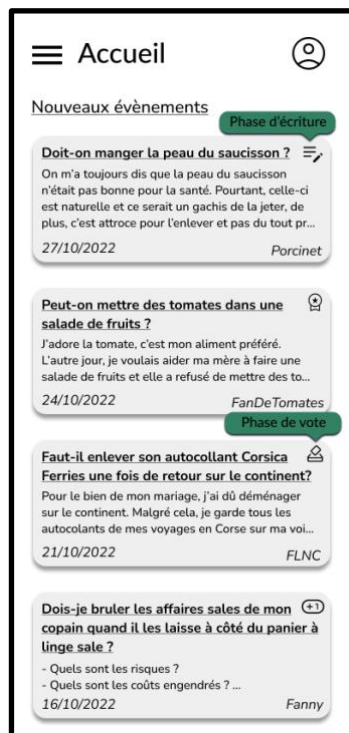 Accueil
Nouveaux évènements
Phase d'écriture
Doit-on manger la peau du saucisson ?
On m'a toujours dis que la peau du saucisson
n'était pas bonne pour la santé. Pourtant, celle-ci
est naturelle et ce serait un gachis de la jeter, de
plus, c'est attroce pour l'enlever et pas du tout pr...
27/10/2022
Porcinet
Peut-on mettre des tomates dans une
salade de fruits ?
J'adore la tomate, c'est mon aliment préféré.
L'autre jour, je voulais aider ma mère à faire une
salade de fruits et elle a refusé de mettre des to...
24/10/2022
FanDeTomates
Phase de vote
Faut-il enlever son autocollant Corsica
Ferries une fois de retour sur le continent?
Pour le bien de mon mariage, j'ai dû déménager
sur le continent. Malgré cela, je garde tous les
autocolants de mes voyages en Corse sur ma voi...
21/10/2022
FLNC
Dois-je bruler les affaires sales de mon
+1
copain quand il les laisse à côté du panier à
linge sale ?
- Quels sont les risques ?
- Quels sont les coûts engendrés ? ...
16/10/2022
Fanny